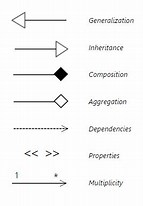 Generalization
Inheritance
Composition
Aggregation
Dependencies
<< >> Properties
1 * Multiplicity